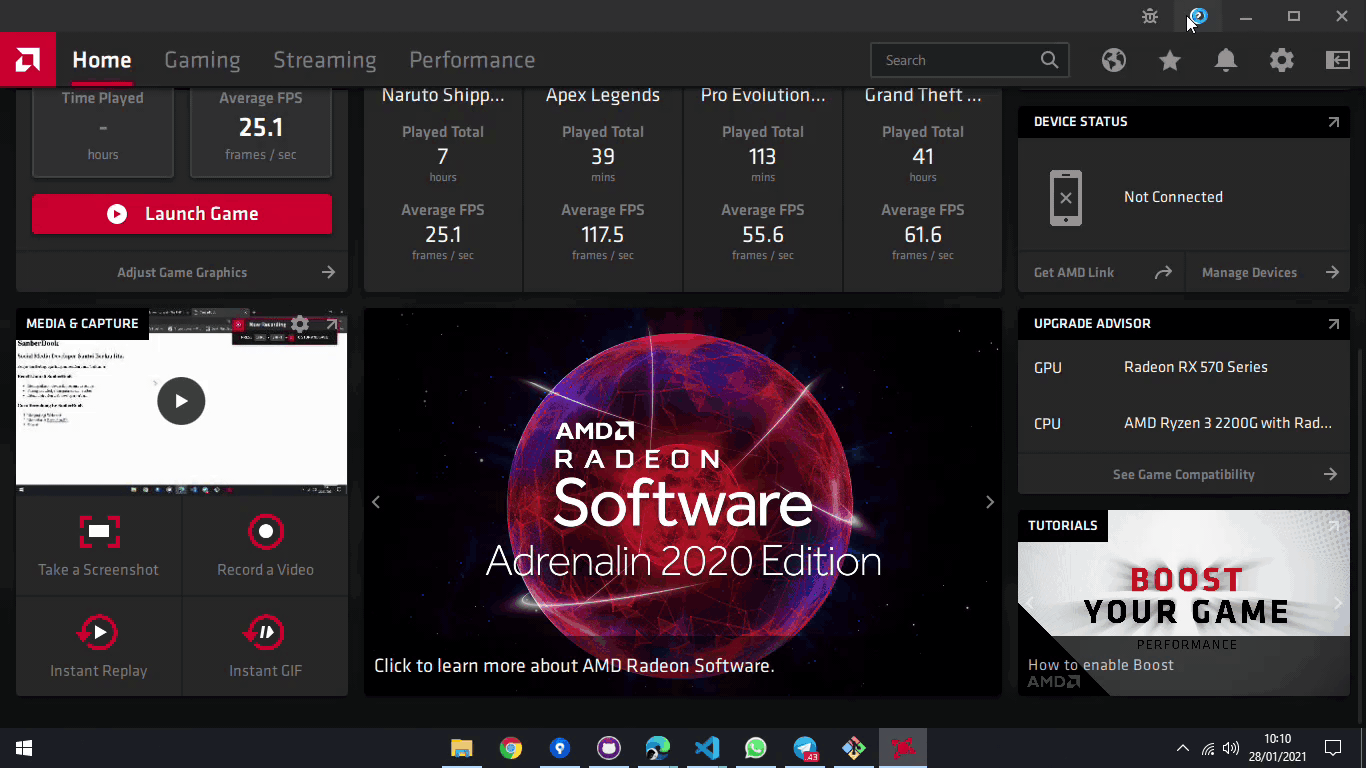 Home
Gaming
Streaming
Performance
Search
Time Played
-
hours
Average FPS
25.1
frames / sec
Launch Game
Adjust Game Graphics
Naruto Shipp...
Played Total
7
hours
Average FPS
25.1
frames / sec
Apex Legends
Played Total
39
mins
Average FPS
117.5
frames / sec
Pro Evolution...
Played Total
113
mins
Average FPS
55.6
frames / sec
Grand Theft ...
Played Total
41
hours
Average FPS
61.6
frames / sec
DEVICE STATUS
Not Connected
Get AMD Link
Manage Devices
MEDIA & CAPTURE
SanberBook
Take a Screenshot
Record a Video
Instant Replay
Instant GIF
AMD
RADEON
Software
Adrenalin 2020 Edition
Click to learn more about AMD Radeon Software.
UPGRADE ADVISOR
GPU
Radeon RX 570 Series
CPU
AMD Ryzen 3 2200G with Rad...
See Game Compatibility
TUTORIALS
BOOST
YOUR GAME
PERFORMANCE
How to enable Boost
AMD
43
10:10
28/01/2021